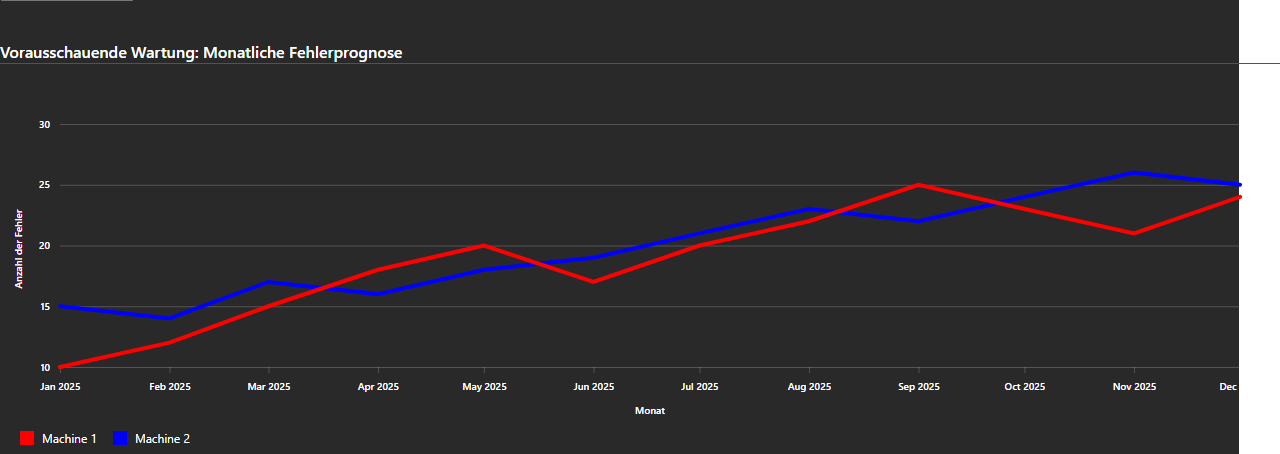 Vorausschauende Wartung: Monatliche Fehlerprognose
30
25
20
15
10
Anzahl der Fehler
Jan 2025 Feb 2025 Mar 2025 Apr 2025 May 2025 Jun 2025 Jul 2025 Aug 2025 Sep 2025 Oct 2025 Nov 2025 Dec
Monat
Machine 1 Machine 2